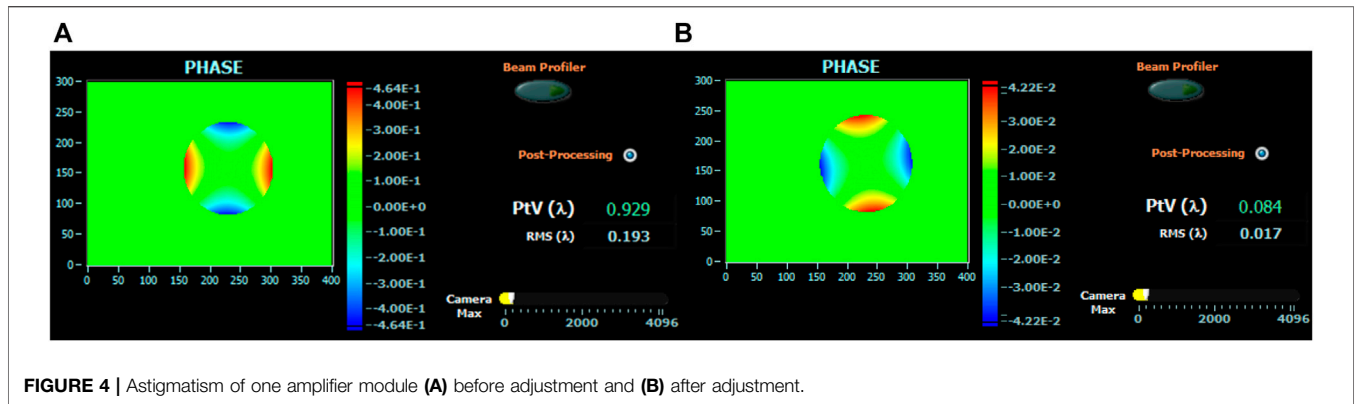 A
PHASE
300
250
200
150
100
50
0
0 50 100 150 200 250 300 350 400
-4.64E-1
-4.00E-1
-3.00E-1
-2.00E-1
-1.00E-1
-0.00E+0
--1.00E-1
--2.00E-1
--3.00E-1
--4.00E-1
--4.64E-1
Beam Profiler
Post-Processing
PtV (λ) 0.929
RMS (λ) 0.193
Camera
Max
0 2000 4096
B
PHASE
300
250
200
150
100
50
0
0 50 100 150 200 250 300 350 400
-4.22E-2
-3.00E-2
-2.00E-2
-1.00E-2
-0.00E+0
--1.00E-2
--2.00E-2
--3.00E-2
--4.22E-2
Beam Profiler
Post-Processing
PtV (λ) 0.084
RMS (λ) 0.017
Camera
Max
0 2000 4096
FIGURE 4 | Astigmatism of one amplifier module (A) before adjustment and (B) after adjustment.